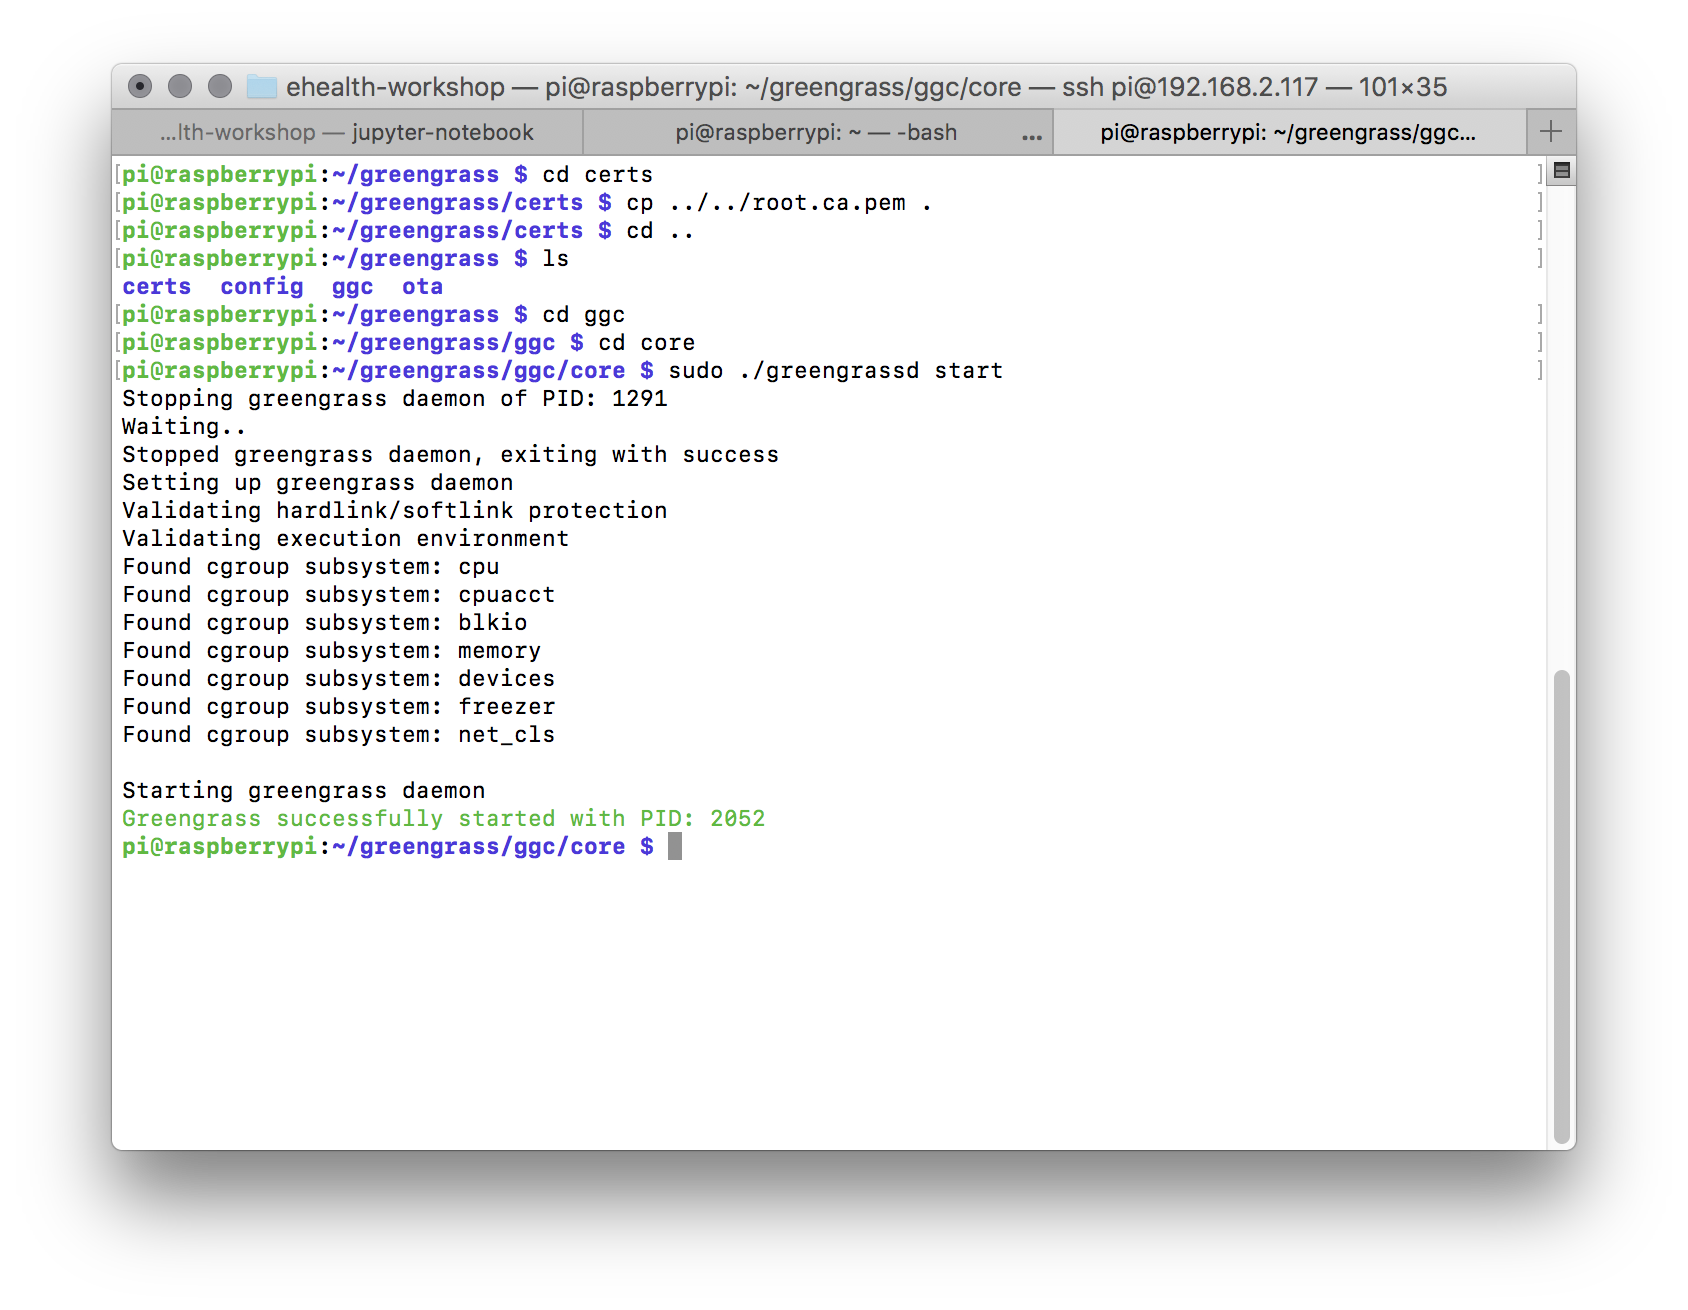 ehealth-workshop — pi@raspberrypi: ~/greengrass/ggc/core — ssh pi@192.168.2.117 — 101×35
...lth-workshop — jupyter-notebook
pi@raspberrypi: ~ — -bash ...
pi@raspberrypi: ~/greengrass/ggc...
[pi@raspberrypi:~/greengrass $ cd certs ]
[pi@raspberrypi:~/greengrass/certs $ cp ../../root.ca.pem . ]
[pi@raspberrypi:~/greengrass/certs $ cd .. ]
[pi@raspberrypi:~/greengrass $ ls ]
certs config ggc ota
[pi@raspberrypi:~/greengrass $ cd ggc ]
[pi@raspberrypi:~/greengrass/ggc $ cd core ]
[pi@raspberrypi:~/greengrass/ggc/core $ sudo ./greengrassd start ]
Stopping greengrass daemon of PID: 1291
Waiting..
Stopped greengrass daemon, exiting with success
Setting up greengrass daemon
Validating hardlink/softlink protection
Validating execution environment
Found cgroup subsystem: cpu
Found cgroup subsystem: cpuacct
Found cgroup subsystem: blkio
Found cgroup subsystem: memory
Found cgroup subsystem: devices
Found cgroup subsystem: freezer
Found cgroup subsystem: net_cls
Starting greengrass daemon
Greengrass successfully started with PID: 2052
pi@raspberrypi:~/greengrass/ggc/core $